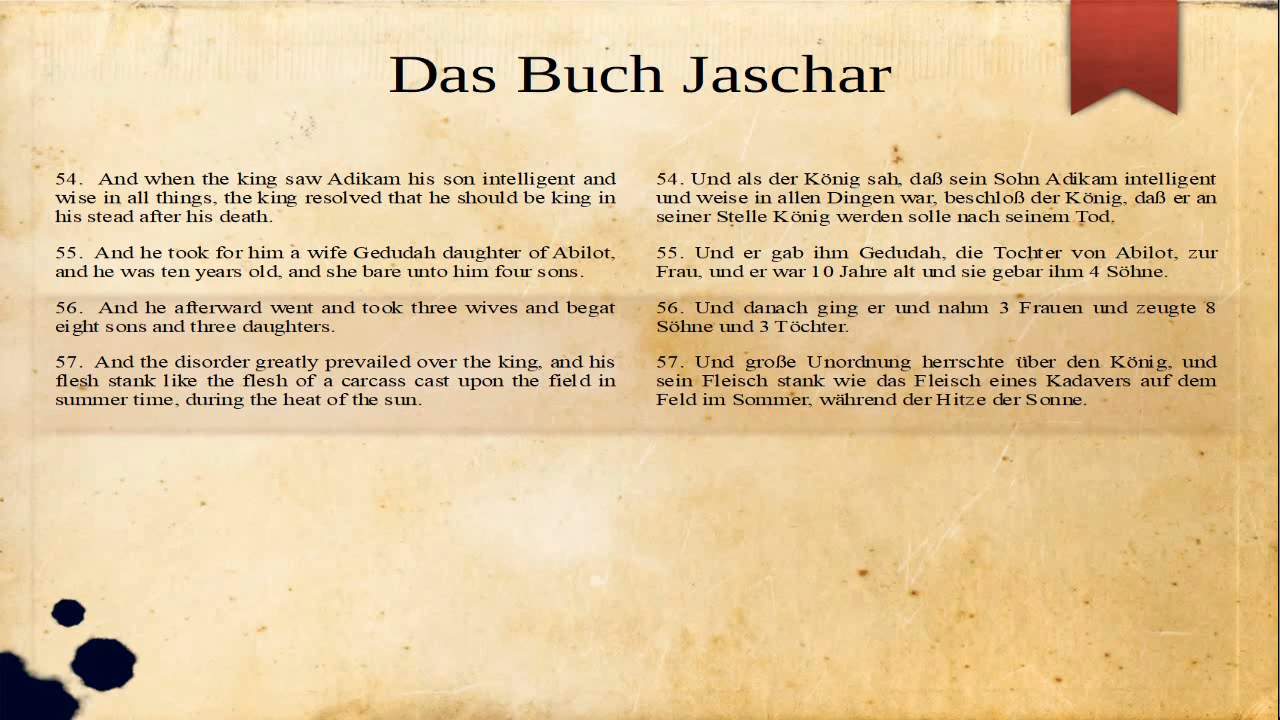 Das Buch Jaschar
54. And when the king saw Adikam his son intelligent and
wise in all things, the king resolved that he should be king in
his stead after his death.
55. And he took for him a wife Gedudah daughter of Abilot,
and he was ten years old, and she bare unto him four sons.
56. And he afterward went and took three wives and begat
eight sons and three daughters.
57. And the disorder greatly prevailed over the king, and his
flesh stank like the flesh of a carcass cast upon the field in
summer time, during the heat of the sun.
54. Und als der König sah, daß sein Sohn Adikam intelligent
und weise in allen Dingen war, beschloß der König, daß er an
seiner Stelle König werden solle nach seinem Tod.
55. Und er gab ihm Gedudah, die Tochter von Abilot, zur
Frau, und er war 10 Jahre alt und sie gebar ihm 4 Söhne.
56. Und danach ging er und nahm 3 Frauen und zeugte 8
Söhne und 3 Töchter.
57. Und große Unordnung herrschte über den König, und
sein Fleisch stank wie das Fleisch eines Kadavers auf dem
Feld im Sommer, während der Hitze der Sonne.